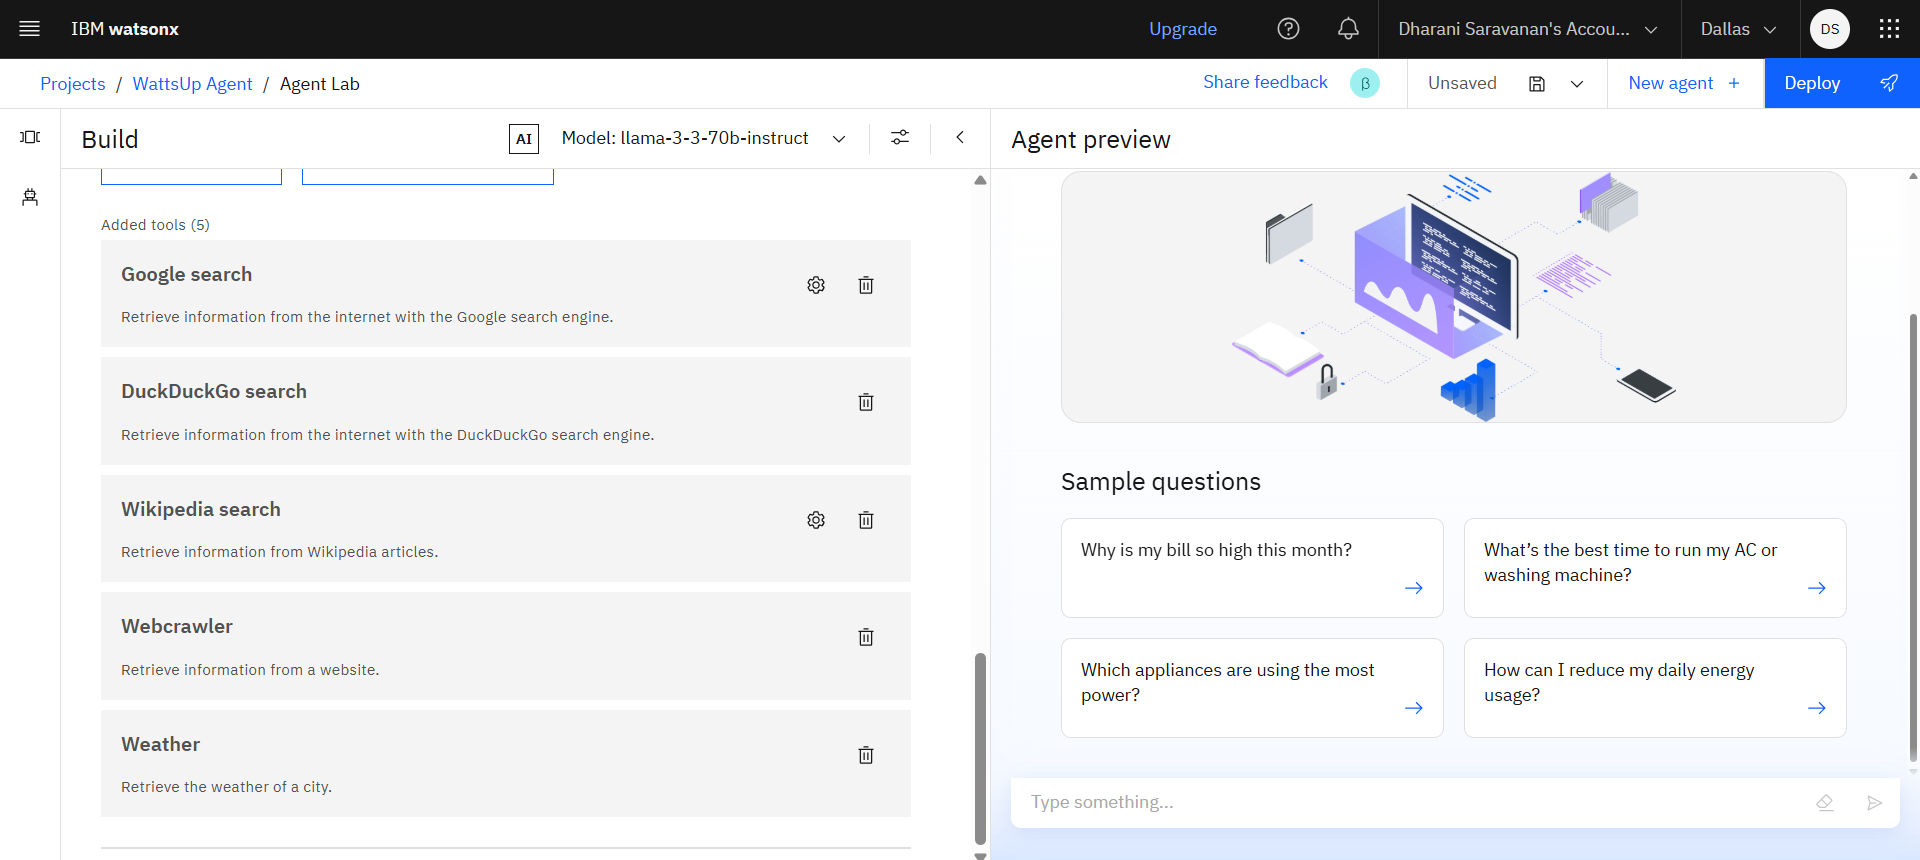 IBM watsonx
Upgrade
Dharani Saravanan's Accou...
Dallas
DS
Projects / WattsUp Agent / Agent Lab
Share feedback
β
Unsaved
New agent +
Deploy
Build
AI
Model: llama-3-3-70b-instruct
Added tools (5)
Google search
Retrieve information from the internet with the Google search engine.
DuckDuckGo search
Retrieve information from the internet with the DuckDuckGo search engine.
Wikipedia search
Retrieve information from Wikipedia articles.
Webcrawler
Retrieve information from a website.
Weather
Retrieve the weather of a city.
Agent preview
Sample questions
Why is my bill so high this month?
What’s the best time to run my AC or
washing machine?
Which appliances are using the most
power?
How can I reduce my daily energy
usage?
Type something...